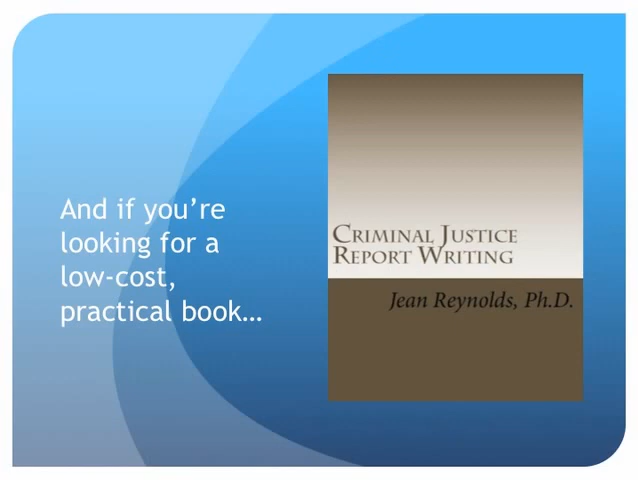 And if you’re
looking for a
low-cost,
practical book…
CRIMINAL JUSTICE
REPORT WRITING
Jean Reynolds, Ph.D.